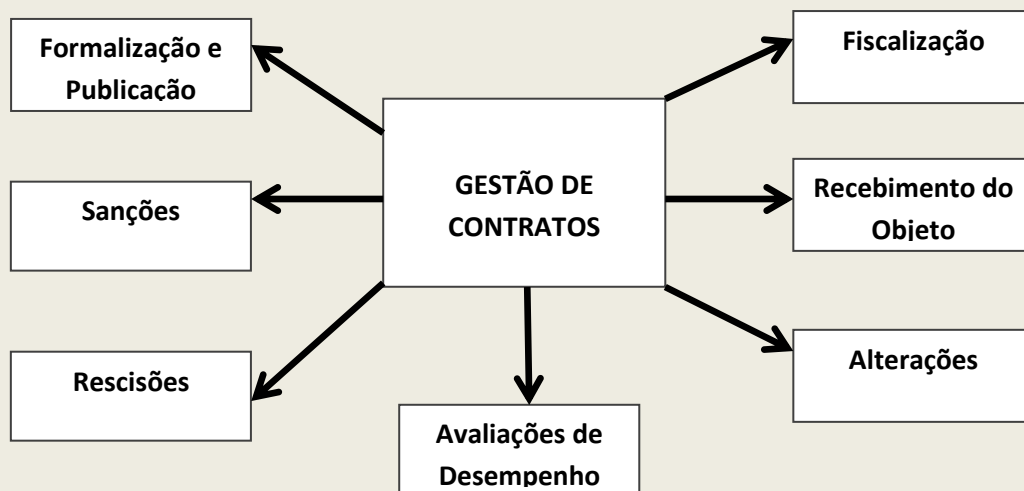 Formalização e
Publicação
Fiscalização
GESTÃO DE
CONTRATOS
Sanções
Recebimento do
Objeto
Rescisões
Alterações
Avaliações de
Desempenho